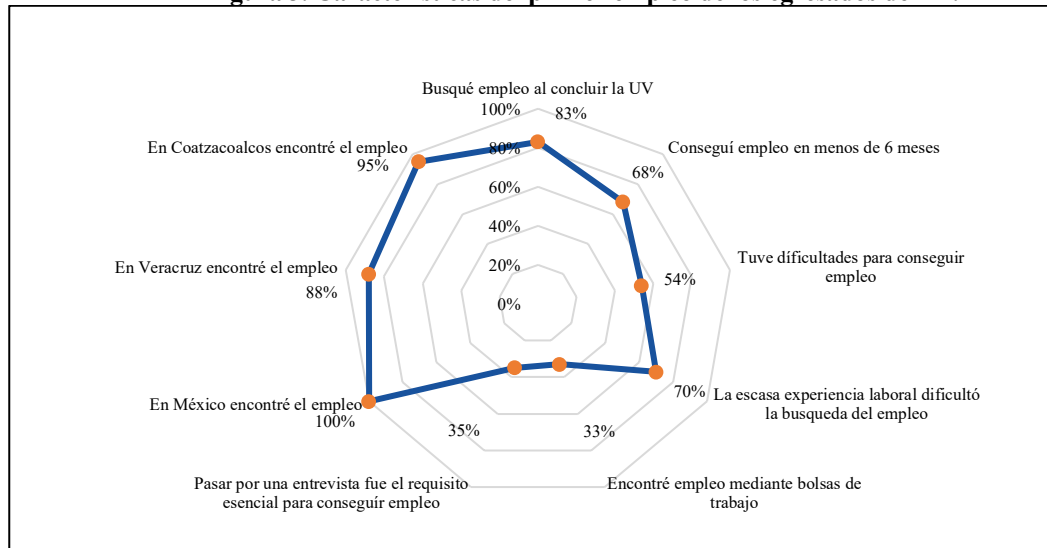 Busqué empleo al concluir la UV
100%
83%
En Coatzacoalcos encontré el empleo
95%
80%
Conseguí empleo en menos de 6 meses
68%
60%
40%
Tuve díficultades para conseguir
empleo
54%
En Veracruz encontré el empleo
88%
20%
0%
La escasa experiencia laboral dificultó
la busqueda del empleo
70%
En México encontré el empleo
100%
35%
33%
Pasar por una entrevista fue el requisito
esencial para conseguír empleo
Encontré empleo mediante bolsas de
trabajo